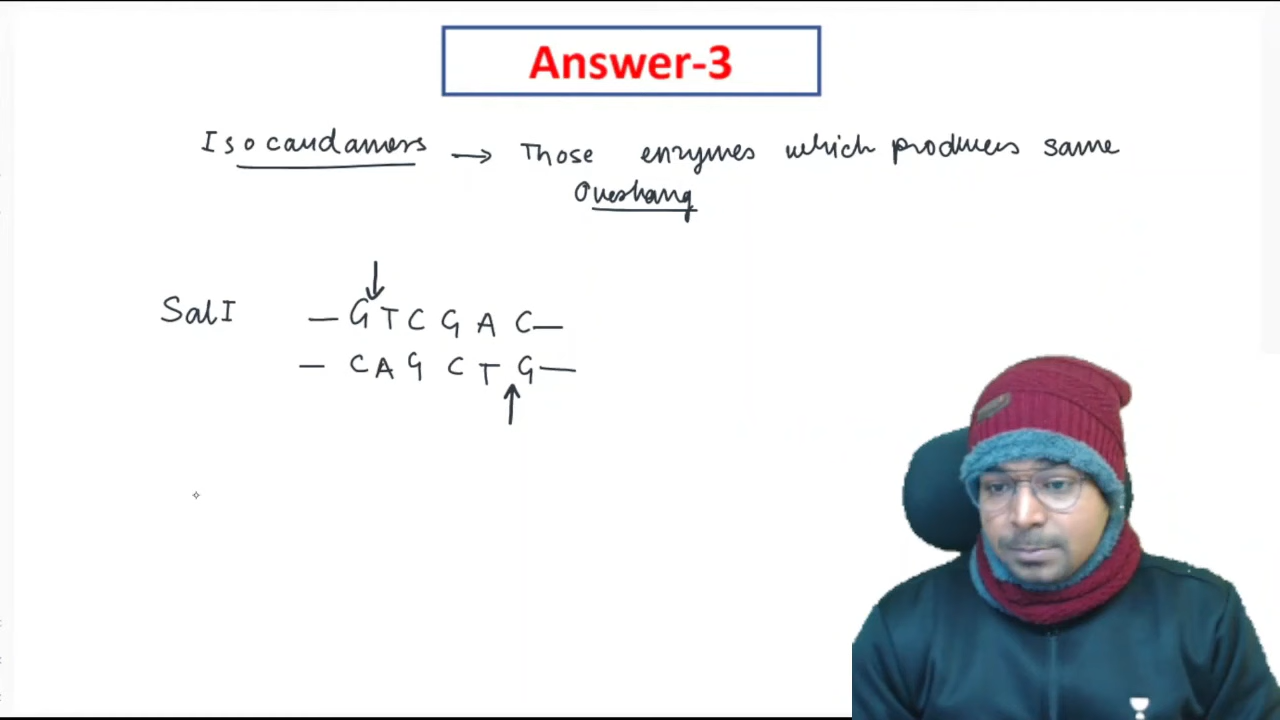 Answer-3
Isocaudamers → Those enzymes which produces same
Overhang
↓
SalI — G T C G A C —
— C A G C T G —
↑